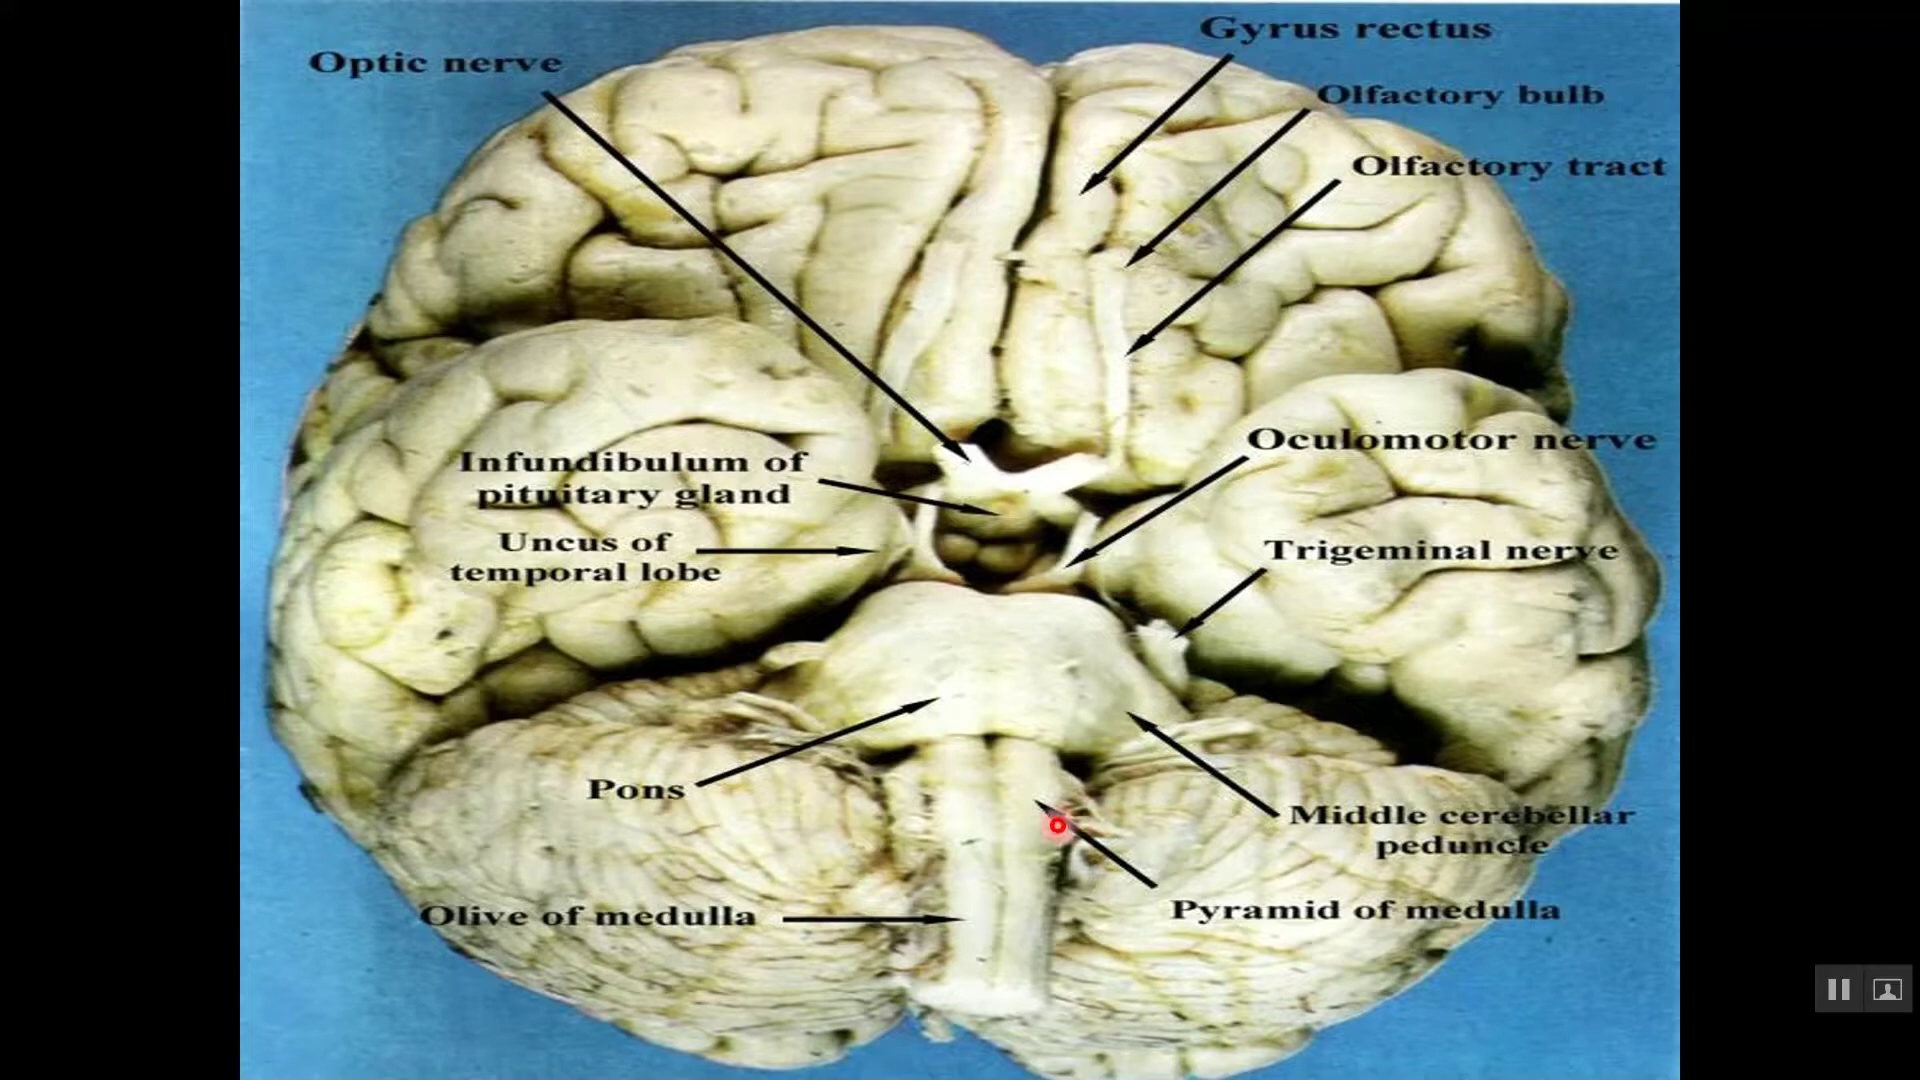 Gyrus rectus
Optic nerve
Olfactory bulb
Olfactory tract
Oculomotor nerve
Infundibulum of
pituitary gland
Uncus of
temporal lobe
Trigeminal nerve
Pons
Middle cerebellar
peduncle
Pyramid of medulla
Olive of medulla